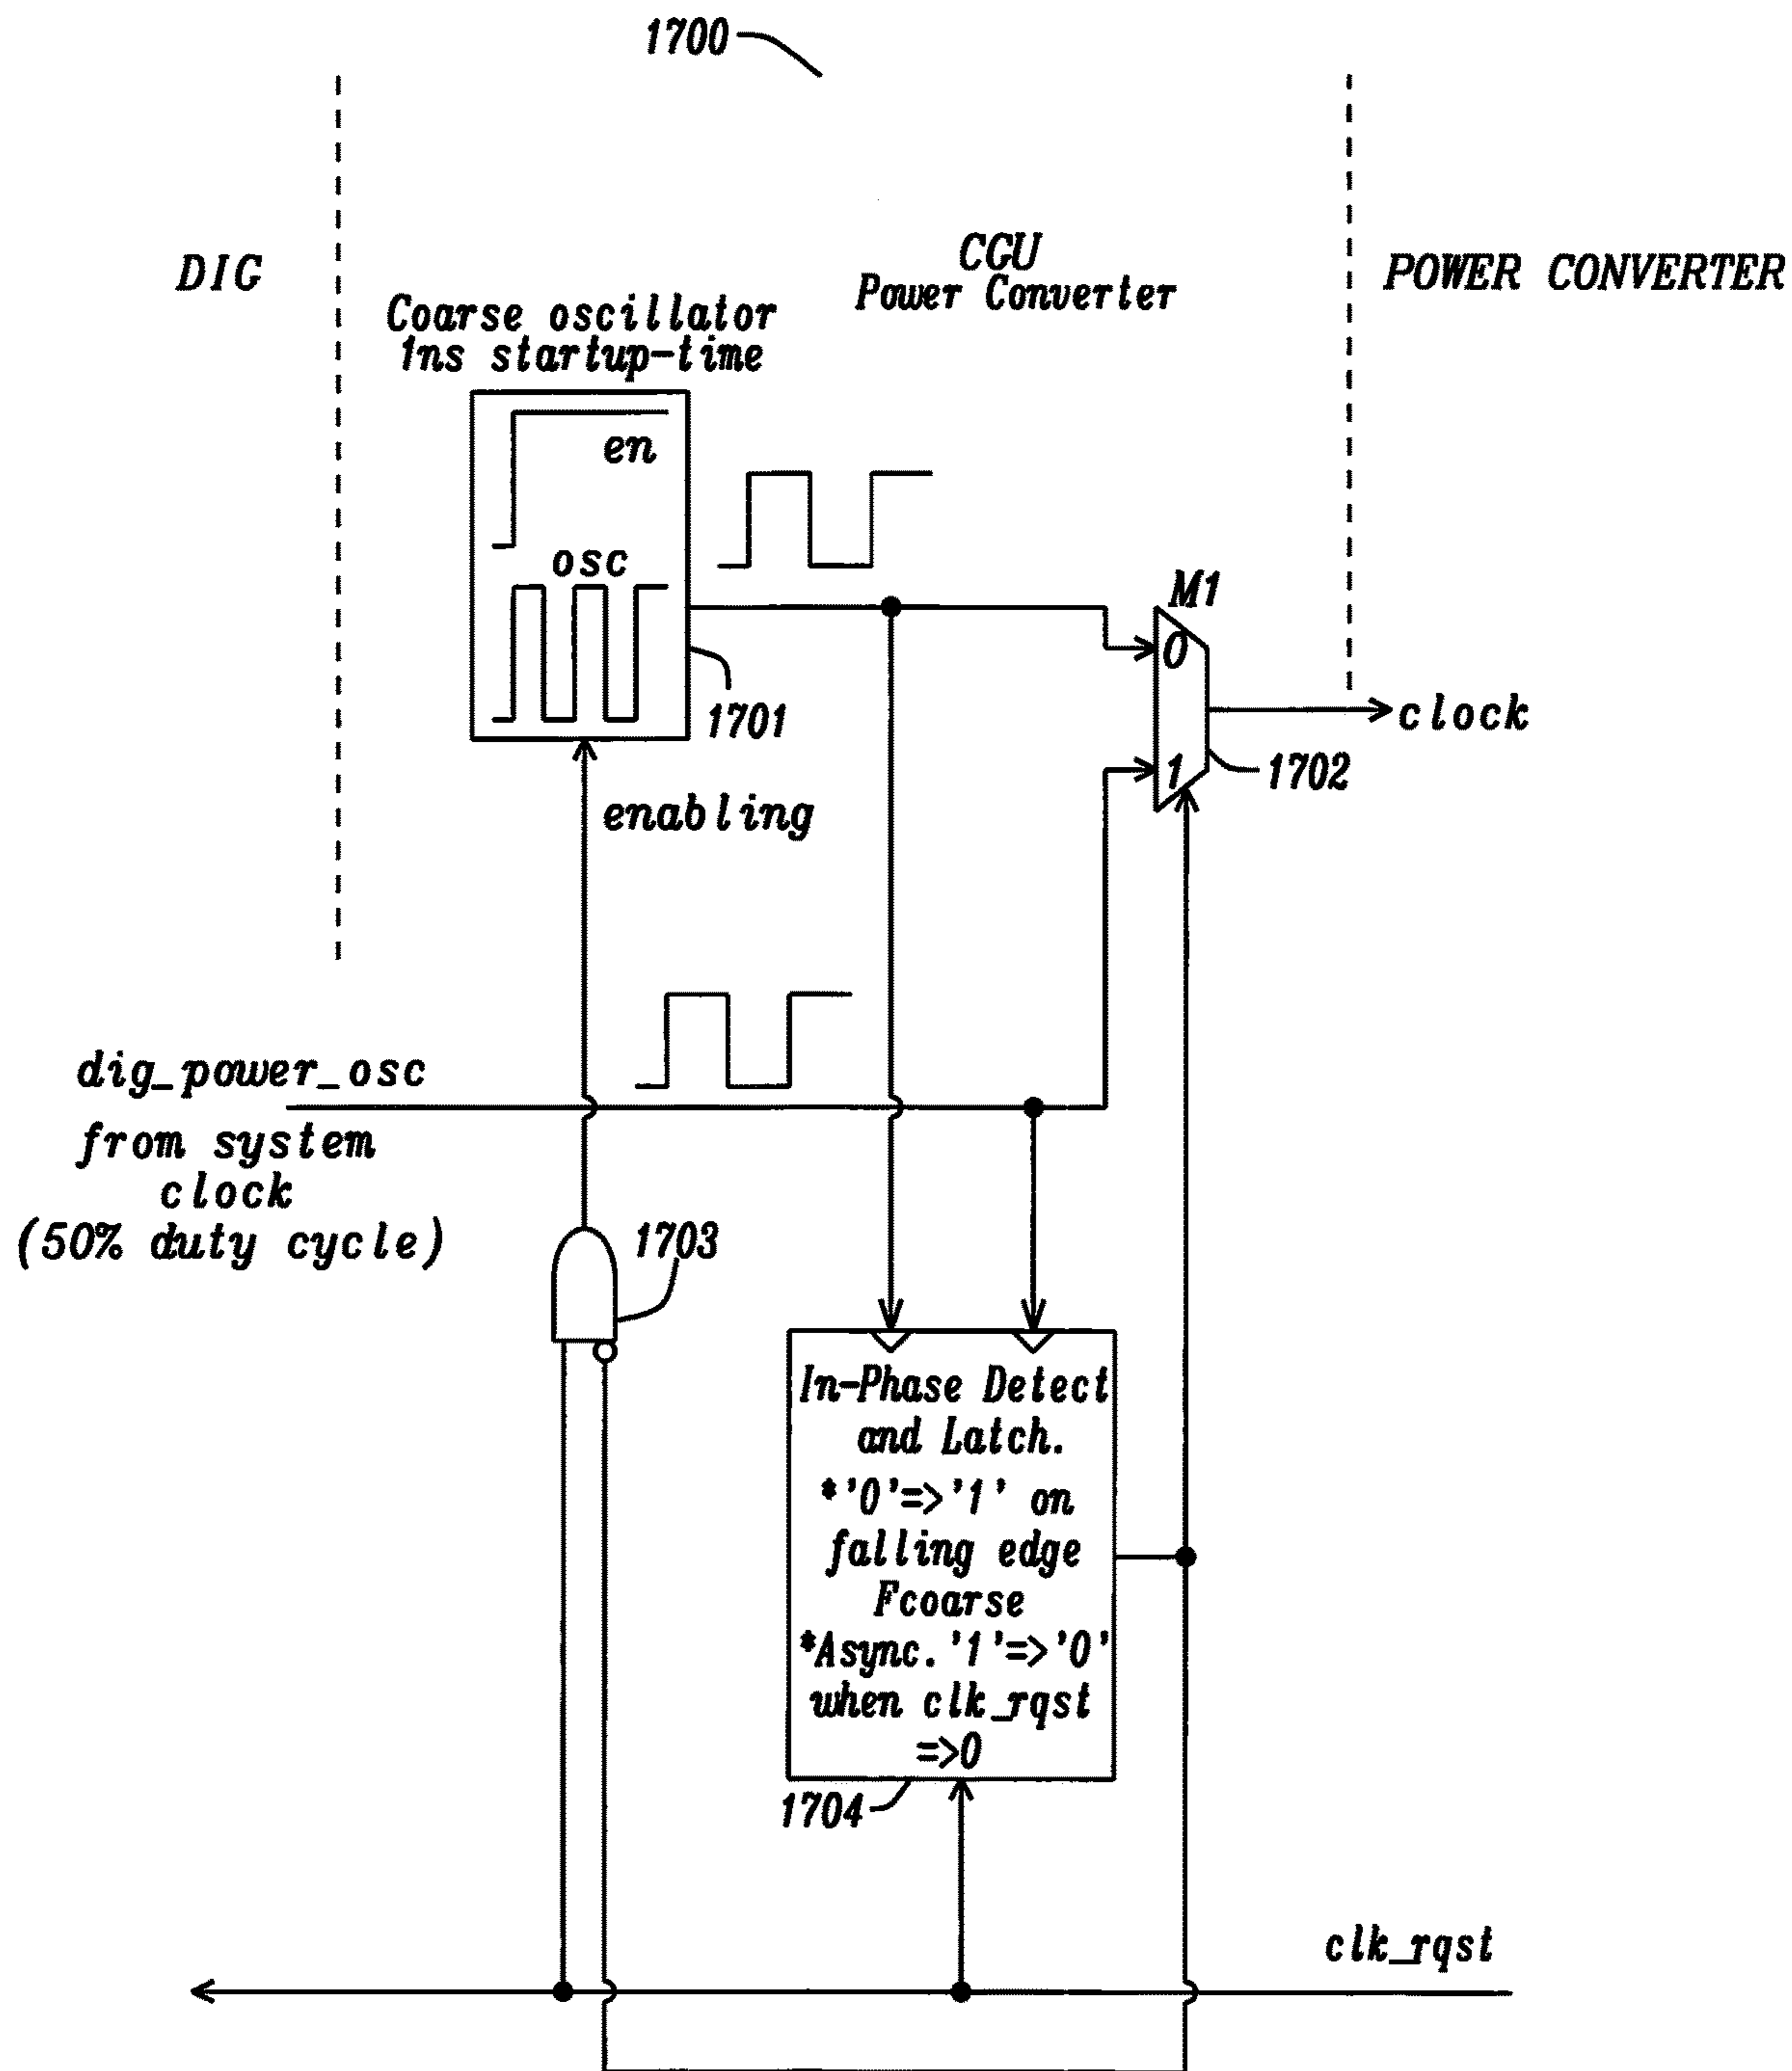 1700
DIG
CGU
Power Converter
POWER CONVERTER
Coarse oscillator
1ns startup-time
en
osc
M1
0
1
1701
clock
1702
enabling
dig_power_osc
from system
clock
(50% duty cycle)
1703
In-Phase Detect
and Latch.
*'0'=>'1' on
falling edge
Fcoarse
*Async.'1'=>'0'
when clk_rqst
=>0
1704
clk_rqst